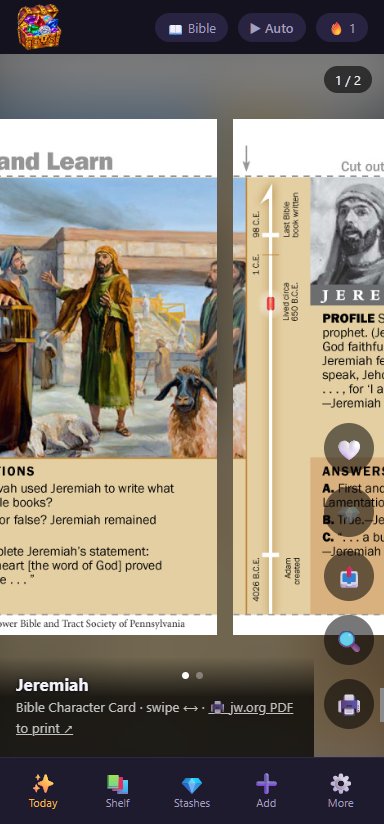 Bible
Auto
1
1 / 2
and Learn
Cut out
98 C.E.
Last Bible
book written
1 C.E.
Lived circa
650 B.C.E.
4026 B.C.E.
Adam
created
JERE
PROFILE S
prophet. (Je
God faithfu
Jeremiah fe
speak, Jeho
. . . , for ‘I a
—Jeremiah
TIONS
vah used Jeremiah to write what
le books?
or false? Jeremiah remained
plete Jeremiah’s statement:
heart [the word of God] proved
e . . . ”
ower Bible and Tract Society of Pennsylvania
ANSWERS
A. First and
Lamentatio
B. True.—Je
C. “. . . a bu
—Jeremiah
Jeremiah
Bible Character Card · swipe ↔ · jw.org PDF
to print ↗
Today
Shelf
Stashes
Add
More